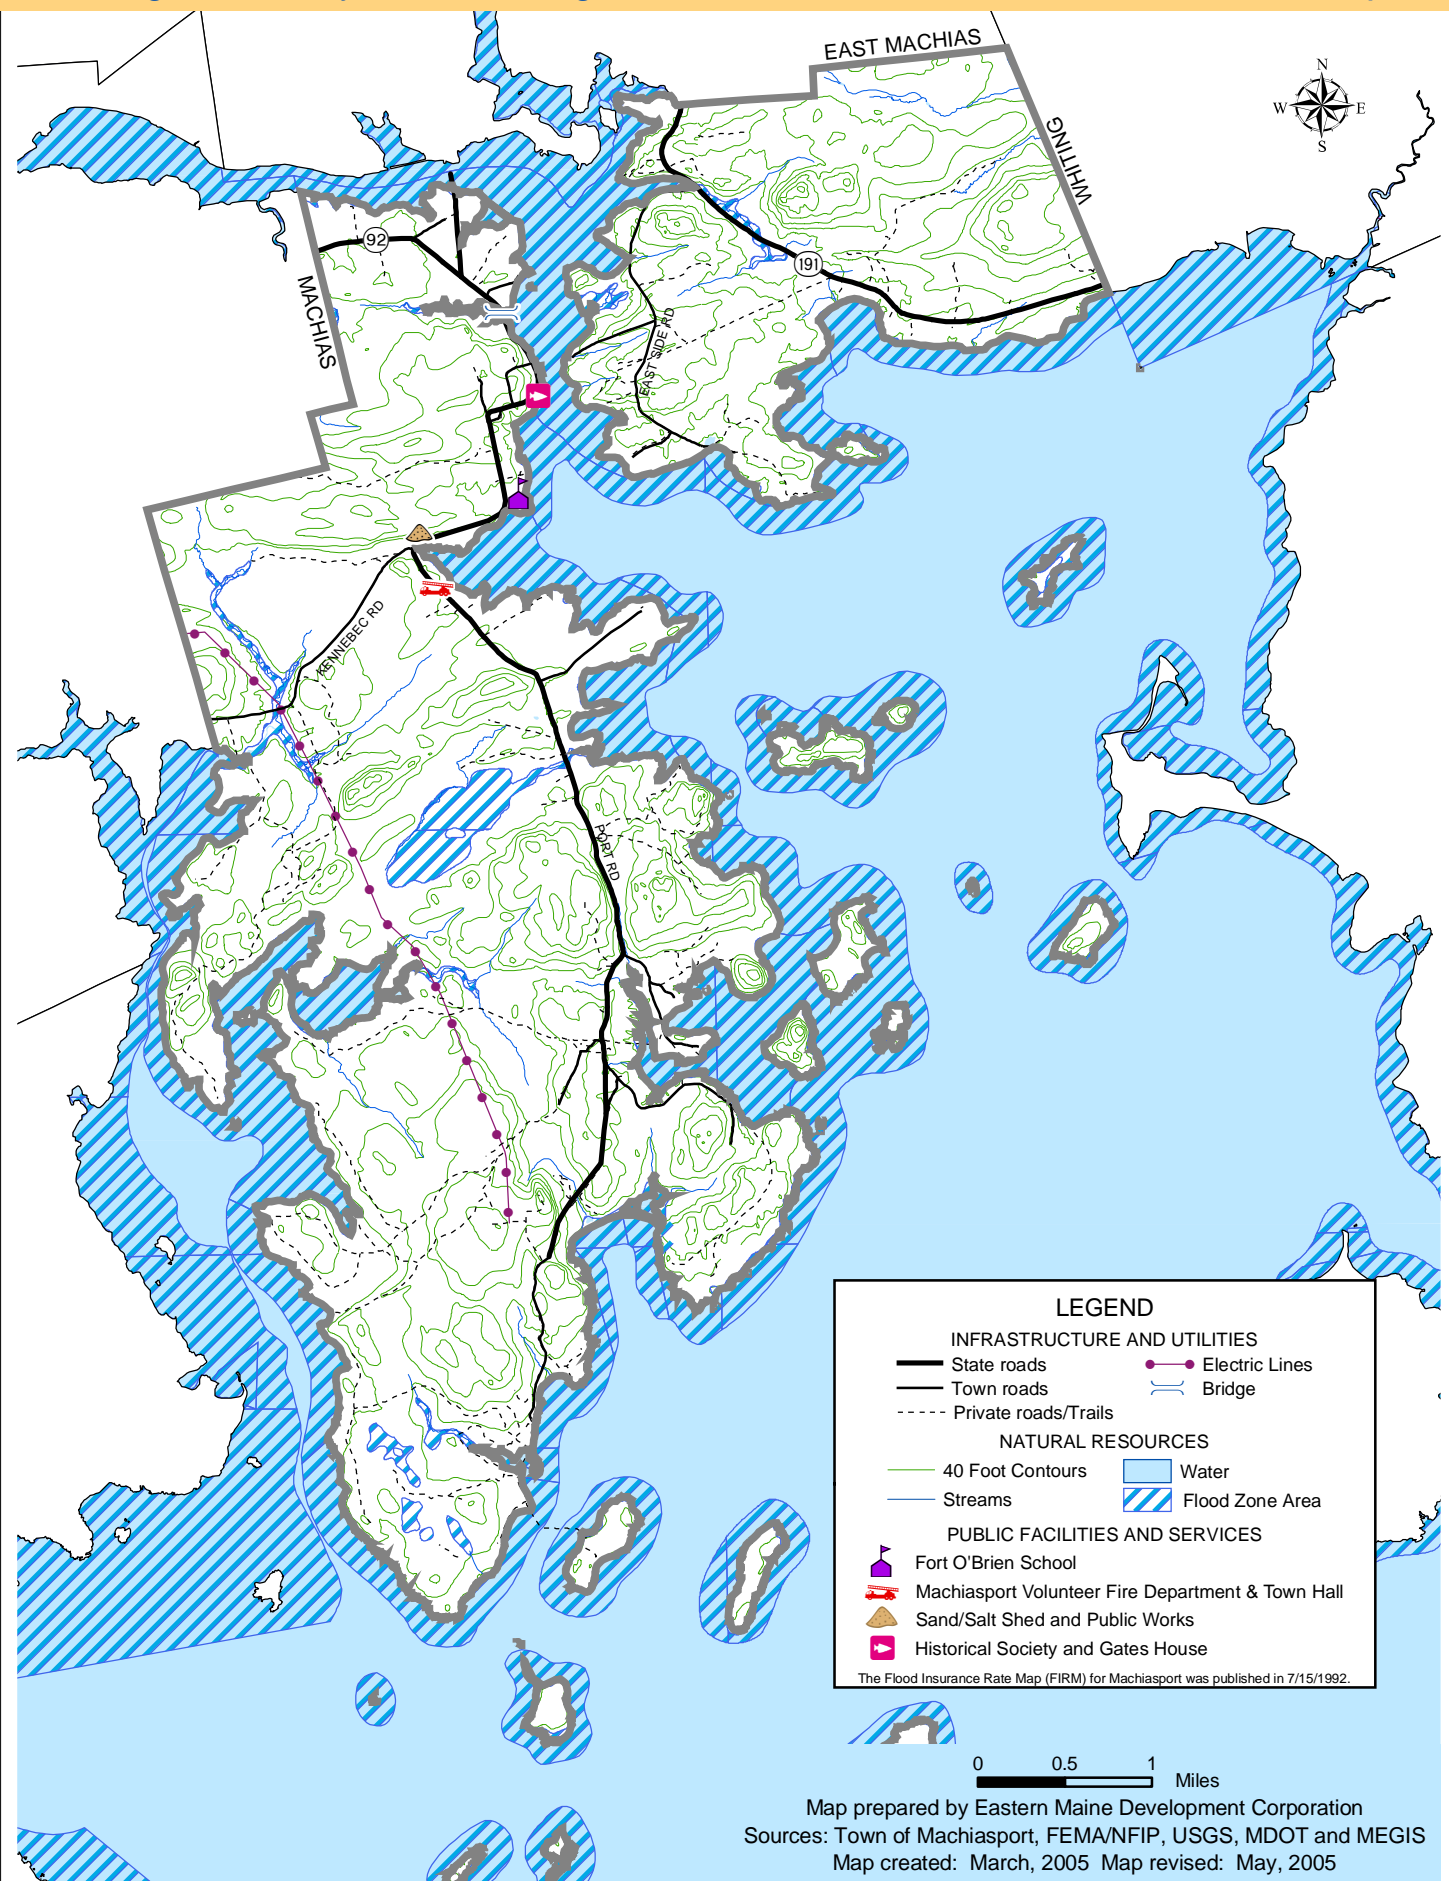 EAST MACHIAS
N
W E
S
WHITING
92
191
MACHIAS
EAST SIDE RD
KENNEBEC RD
PORT RD
LEGEND
INFRASTRUCTURE AND UTILITIES
State roads
Electric Lines
Town roads
Bridge
Private roads/Trails
NATURAL RESOURCES
40 Foot Contours
Water
Streams
Flood Zone Area
PUBLIC FACILITIES AND SERVICES
Fort O'Brien School
Machiasport Volunteer Fire Department & Town Hall
Sand/Salt Shed and Public Works
Historical Society and Gates House
The Flood Insurance Rate Map (FIRM) for Machiasport was published in 7/15/1992.
0 0.5 1
Miles
Map prepared by Eastern Maine Development Corporation
Sources: Town of Machiasport, FEMA/NFIP, USGS, MDOT and MEGIS
Map created: March, 2005 Map revised: May, 2005